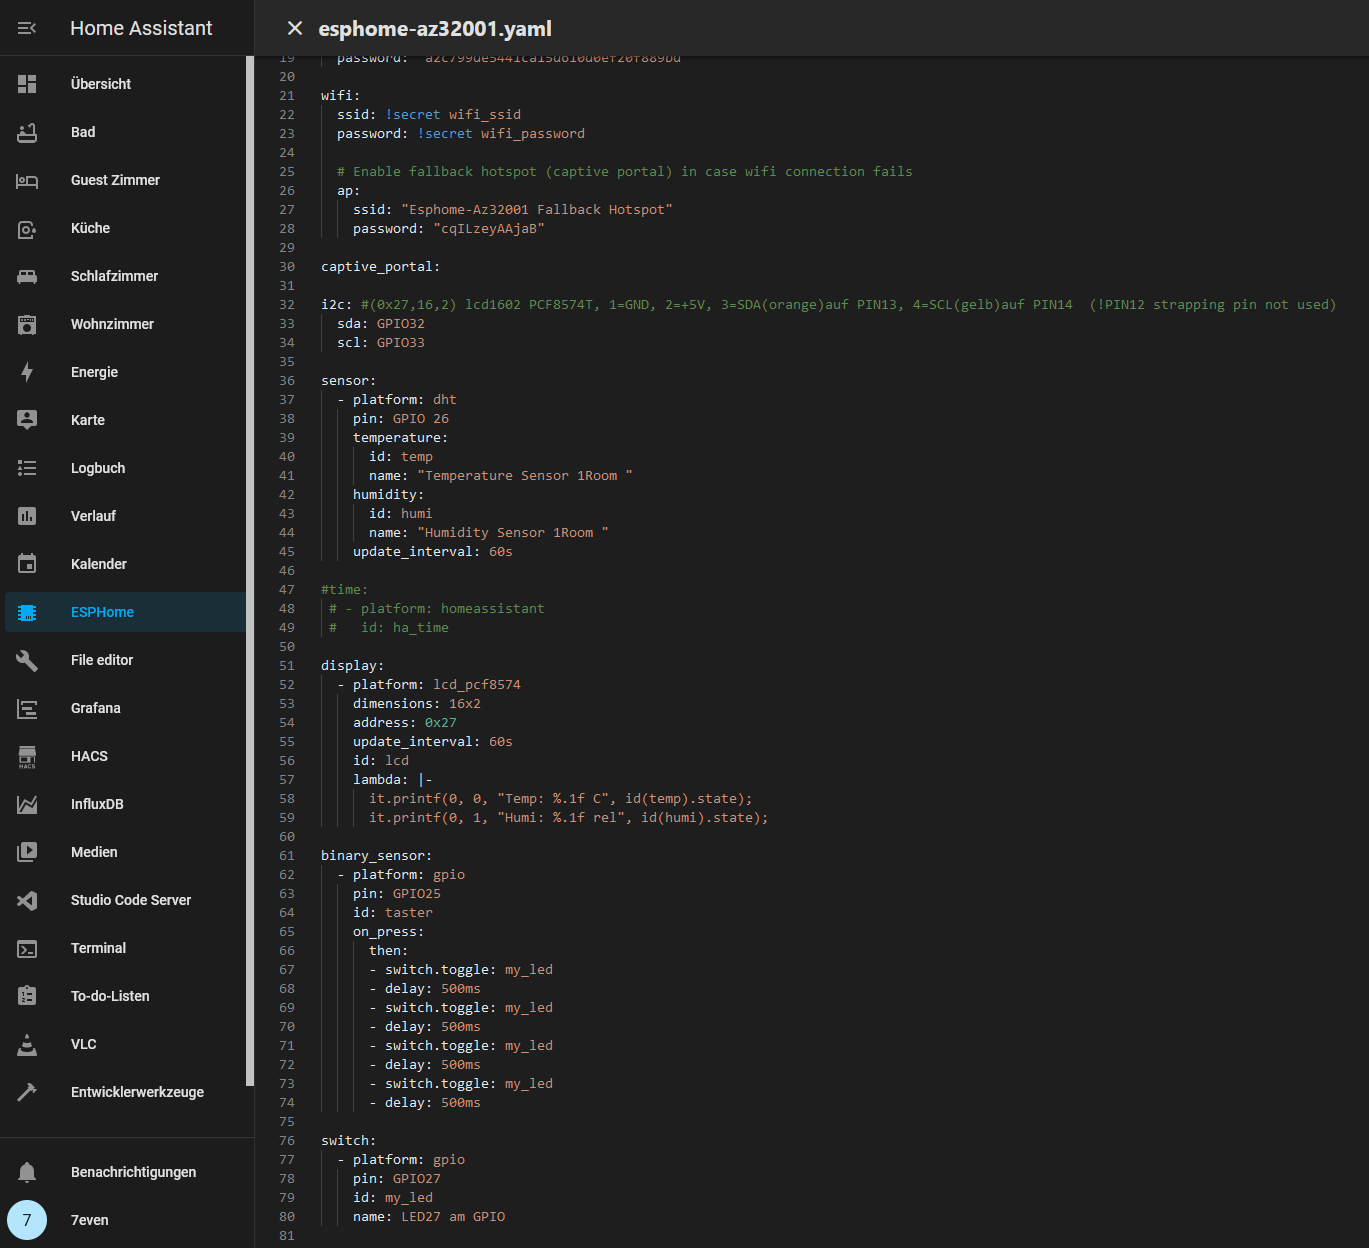 Home Assistant
Übersicht
Bad
Guest Zimmer
Küche
Schlafzimmer
Wohnzimmer
Energie
Karte
Logbuch
Verlauf
Kalender
ESPHome
File editor
Grafana
HACS
HACS
InfluxDB
Medien
Studio Code Server
Terminal
To-do-Listen
VLC
Entwicklerwerkzeuge
Benachrichtigungen
7 7even
esphome-az32001.yaml
19 password:
20
21 wifi:
22   ssid: !secret wifi_ssid
23   password: !secret wifi_password
24
25   # Enable fallback hotspot (captive portal) in case wifi connection fails
26   ap:
27     ssid: "Esphome-Az32001 Fallback Hotspot"
28     password: "cqILzeyAAjaB"
29
30 captive_portal:
31
32 i2c: #(0x27,16,2) lcd1602 PCF8574T, 1=GND, 2=+5V, 3=SDA(orange)auf PIN13, 4=SCL(gelb)auf PIN14  (!PIN12 strapping pin not used)
33   sda: GPIO32
34   scl: GPIO33
35
36 sensor:
37   - platform: dht
38     pin: GPIO 26
39     temperature:
40       id: temp
41       name: "Temperature Sensor 1Room "
42     humidity:
43       id: humi
44       name: "Humidity Sensor 1Room "
45     update_interval: 60s
46
47 #time:
48  # - platform: homeassistant
49  #   id: ha_time
50
51 display:
52   - platform: lcd_pcf8574
53     dimensions: 16x2
54     address: 0x27
55     update_interval: 60s
56     id: lcd
57     lambda: |-
58       it.printf(0, 0, "Temp: %.1f C", id(temp).state);
59       it.printf(0, 1, "Humi: %.1f rel", id(humi).state);
60
61 binary_sensor:
62   - platform: gpio
63     pin: GPIO25
64     id: taster
65     on_press:
66       then:
67       - switch.toggle: my_led
68       - delay: 500ms
69       - switch.toggle: my_led
70       - delay: 500ms
71       - switch.toggle: my_led
72       - delay: 500ms
73       - switch.toggle: my_led
74       - delay: 500ms
75
76 switch:
77   - platform: gpio
78     pin: GPIO27
79     id: my_led
80     name: LED27 am GPIO
81